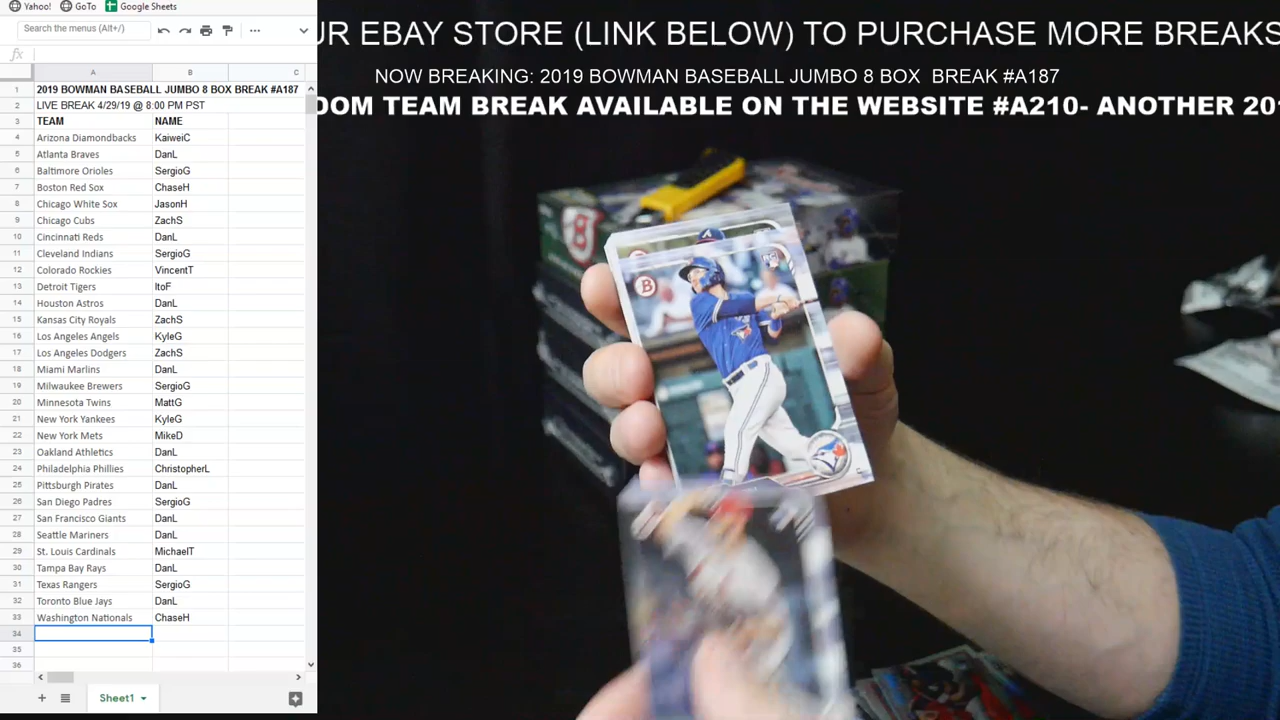 Yahoo! GoTo Google Sheets
Search the menus (Alt+/)
fx
A B C
1 2019 BOWMAN BASEBALL JUMBO 8 BOX BREAK #A187
2 LIVE BREAK 4/29/19 @ 8:00 PM PST
3 TEAM NAME
4 Arizona Diamondbacks KaiweiC
5 Atlanta Braves DanL
6 Baltimore Orioles SergioG
7 Boston Red Sox ChaseH
8 Chicago White Sox JasonH
9 Chicago Cubs ZachS
10 Cincinnati Reds DanL
11 Cleveland Indians SergioG
12 Colorado Rockies VincentT
13 Detroit Tigers ItoF
14 Houston Astros DanL
15 Kansas City Royals ZachS
16 Los Angeles Angels KyleG
17 Los Angeles Dodgers ZachS
18 Miami Marlins DanL
19 Milwaukee Brewers SergioG
20 Minnesota Twins MattG
21 New York Yankees KyleG
22 New York Mets MikeD
23 Oakland Athletics DanL
24 Philadelphia Phillies ChristopherL
25 Pittsburgh Pirates DanL
26 San Diego Padres SergioG
27 San Francisco Giants DanL
28 Seattle Mariners DanL
29 St. Louis Cardinals MichaelT
30 Tampa Bay Rays DanL
31 Texas Rangers SergioG
32 Toronto Blue Jays DanL
33 Washington Nationals ChaseH
34
35
36
Sheet1
UR EBAY STORE (LINK BELOW) TO PURCHASE MORE BREAKS
NOW BREAKING: 2019 BOWMAN BASEBALL JUMBO 8 BOX BREAK #A187
DOM TEAM BREAK AVAILABLE ON THE WEBSITE #A210- ANOTHER 20
B